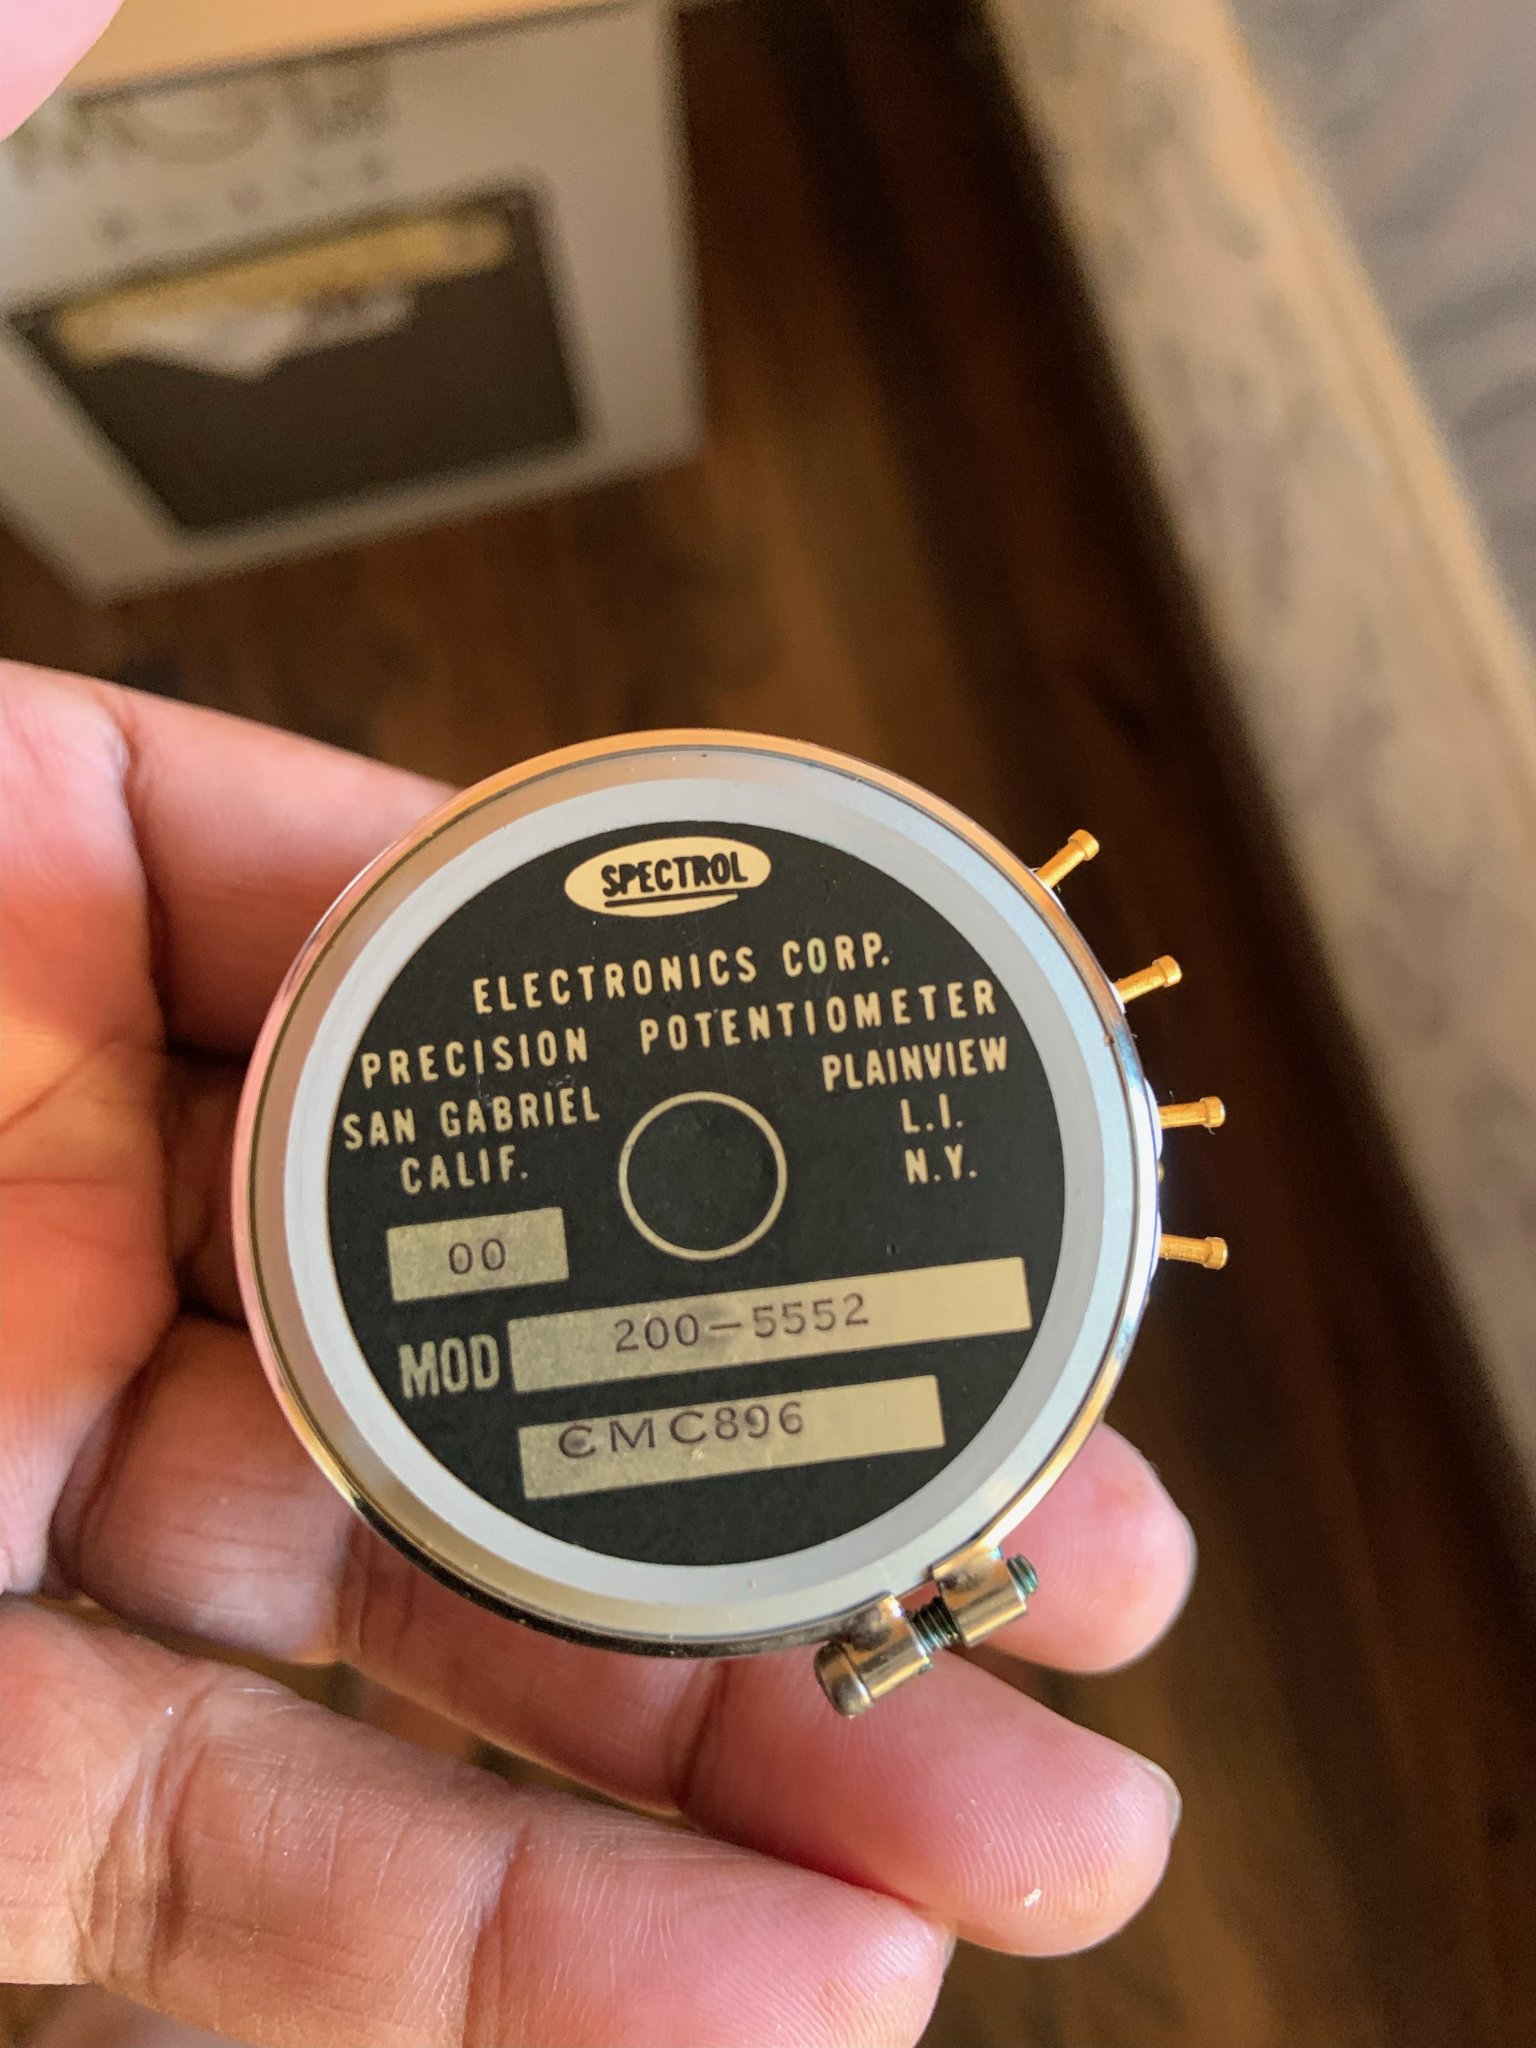 SPECTROL
ELECTRONICS CORP.
PRECISION POTENTIOMETER
SAN GABRIEL
CALIF.
PLAINVIEW
L.I.
N.Y.
00
MOD 200-5552
CMC896